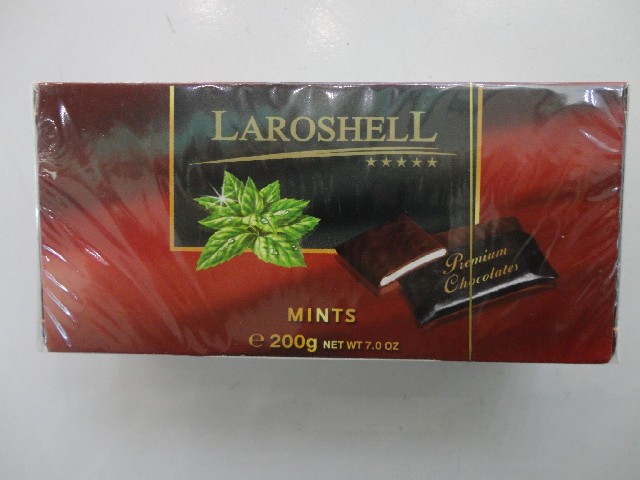 LAROSHELL
Premium
Chocolates
MINTS
℮ 200g NET WT 7.0 OZ